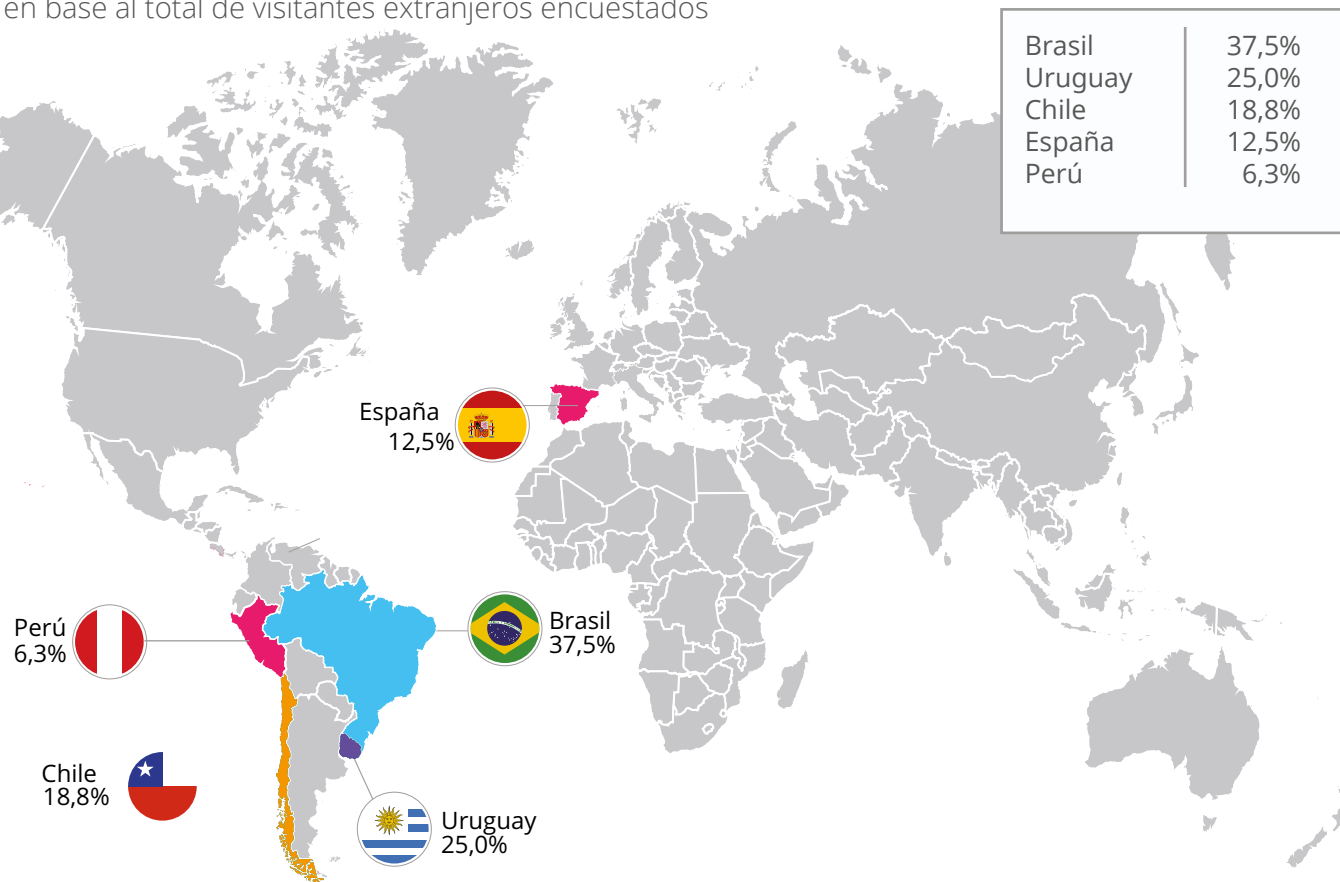 en base al total de visitantes extranjeros encuestados
Brasil 37,5%
Uruguay 25,0%
Chile 18,8%
España 12,5%
Perú 6,3%
España
12,5%
Brasil
37,5%
Perú
6,3%
Chile
18,8%
Uruguay
25,0%